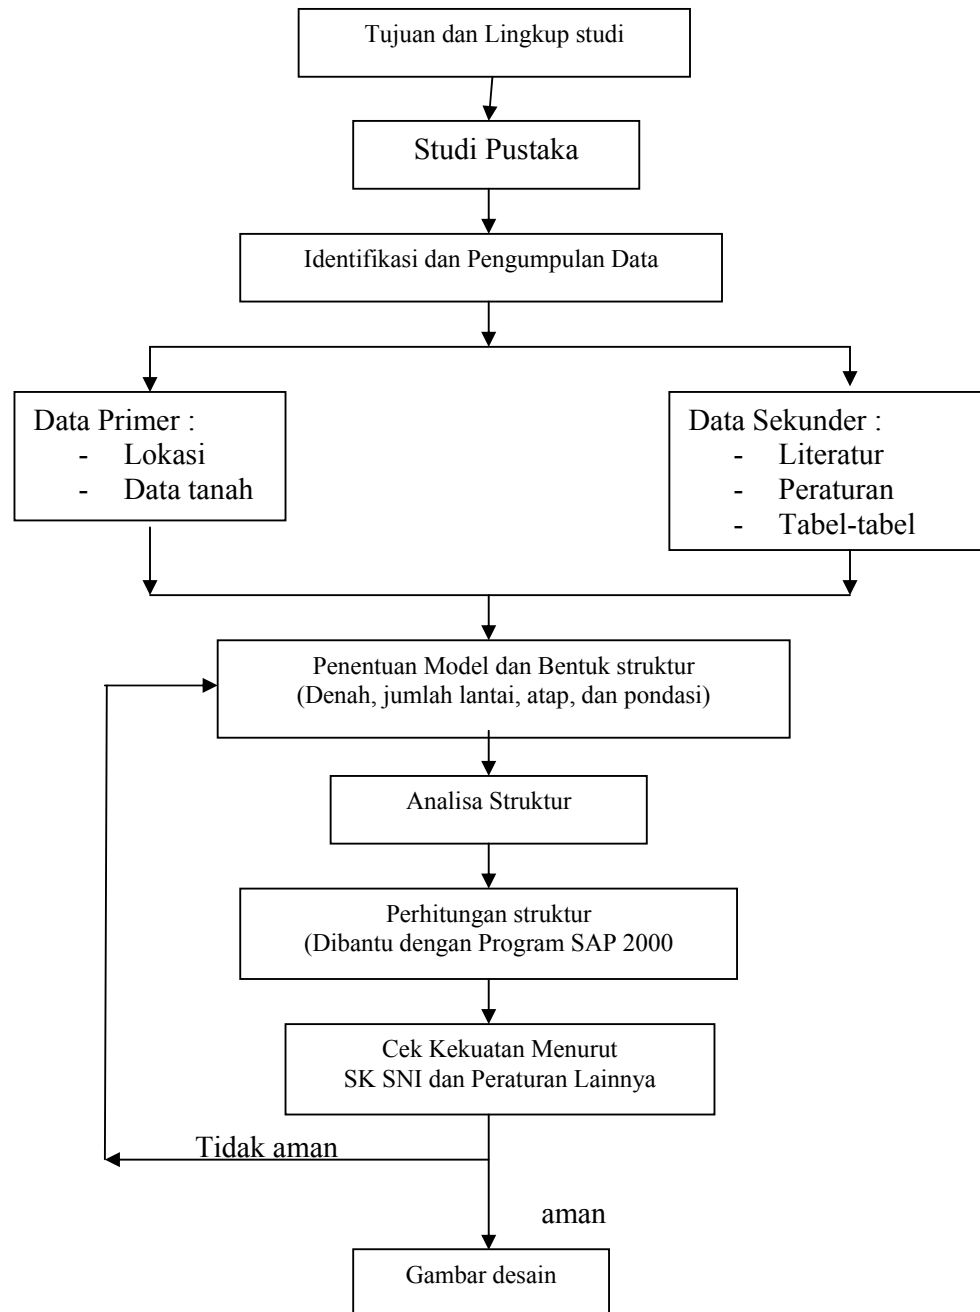 Tujuan dan Lingkup studi
Studi Pustaka
Identifikasi dan Pengumpulan Data
Data Primer :
- Lokasi
- Data tanah
Data Sekunder :
- Literatur
- Peraturan
- Tabel-tabel
Penentuan Model dan Bentuk struktur
(Denah, jumlah lantai, atap, dan pondasi)
Analisa Struktur
Perhitungan struktur
(Dibantu dengan Program SAP 2000
Cek Kekuatan Menurut
SK SNI dan Peraturan Lainnya
Tidak aman
aman
Gambar desain